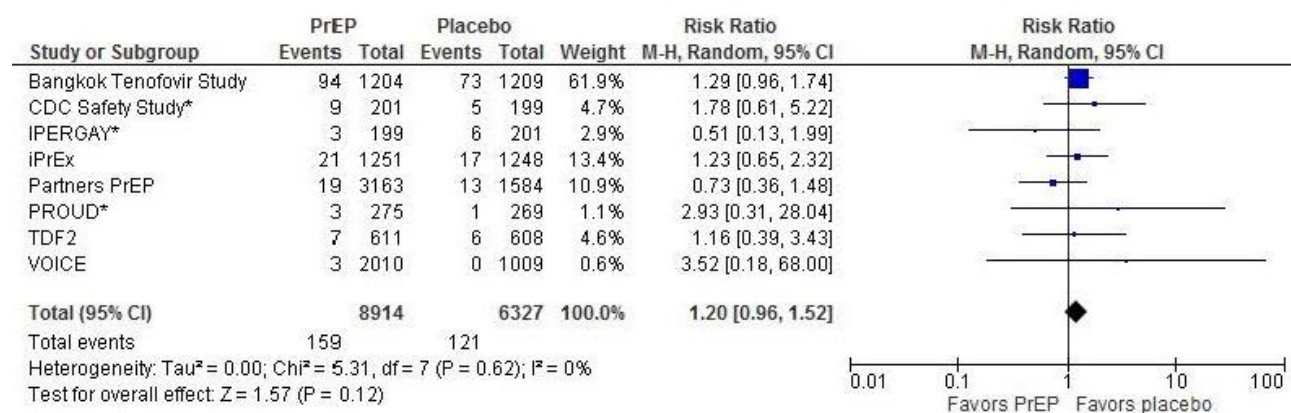 PrEP Placebo Risk Ratio Risk Ratio
Study or Subgroup Events Total Events Total Weight M-H, Random, 95% CI M-H, Random, 95% CI
Bangkok Tenofovir Study 94 1204 73 1209 61.9% 1.29 [0.96, 1.74]
CDC Safety Study* 9 201 5 199 4.7% 1.78 [0.61, 5.22]
IPERGAY* 3 199 6 201 2.9% 0.51 [0.13, 1.99]
iPrEx 21 1251 17 1248 13.4% 1.23 [0.65, 2.32]
Partners PrEP 19 3163 13 1584 10.9% 0.73 [0.36, 1.48]
PROUD* 3 275 1 269 1.1% 2.93 [0.31, 28.04]
TDF2 7 611 6 608 4.6% 1.16 [0.39, 3.43]
VOICE 3 2010 0 1009 0.6% 3.52 [0.18, 68.00]
Total (95% CI) 8914 6327 100.0% 1.20 [0.96, 1.52]
Total events 159 121
Heterogeneity: Tau² = 0.00; Chi² = 5.31, df = 7 (P = 0.62); I² = 0%
Test for overall effect: Z = 1.57 (P = 0.12)
0.01 0.1 1 10 100
Favors PrEP Favors placebo